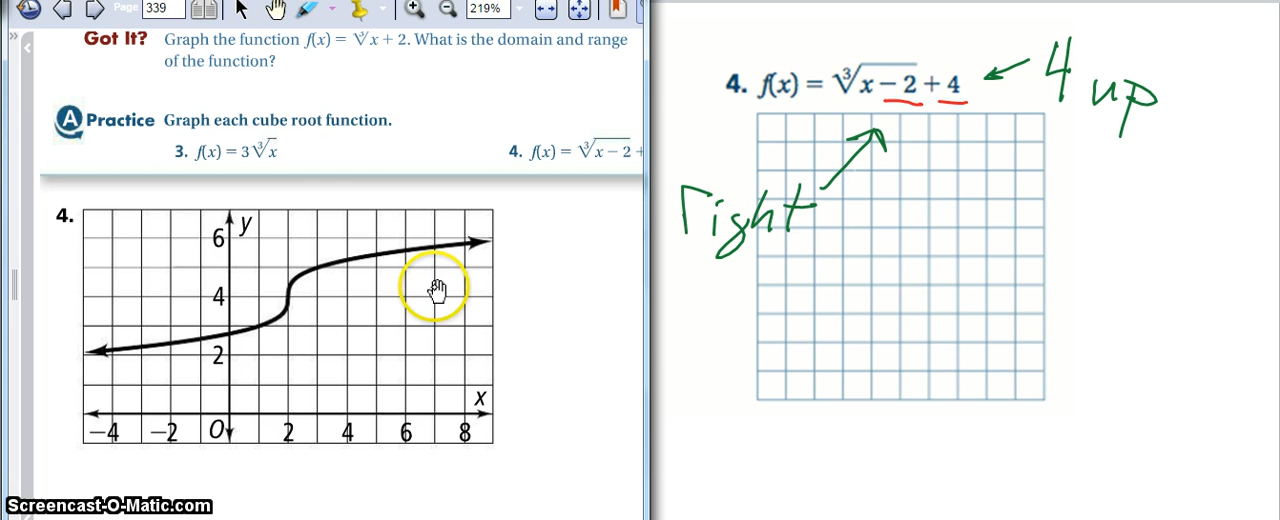 Page 339 219%
Got It? Graph the function f(x) = ∛x + 2. What is the domain and range
of the function?
A Practice Graph each cube root function.
3. f(x) = 3∛x 4. f(x) = ∛(x − 2) +
4.
y
6
4
2
x
−4 −2 O 2 4 6 8
4. f(x) = ∛(x − 2) + 4
4 up
right
Screencast-O-Matic.com